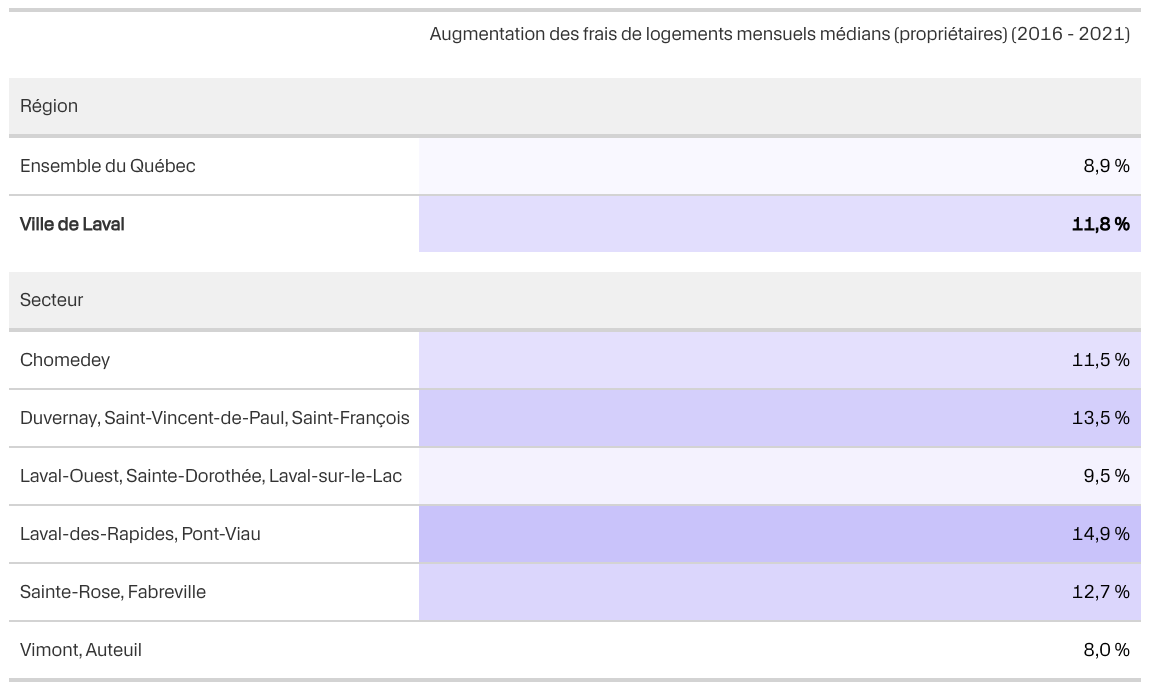 Augmentation des frais de logements mensuels médians (propriétaires) (2016 - 2021)
Région
Ensemble du Québec 8,9 %
Ville de Laval 11,8 %
Secteur
Chomedey 11,5 %
Duvernay, Saint-Vincent-de-Paul, Saint-François 13,5 %
Laval-Ouest, Sainte-Dorothée, Laval-sur-le-Lac 9,5 %
Laval-des-Rapides, Pont-Viau 14,9 %
Sainte-Rose, Fabreville 12,7 %
Vimont, Auteuil 8,0 %